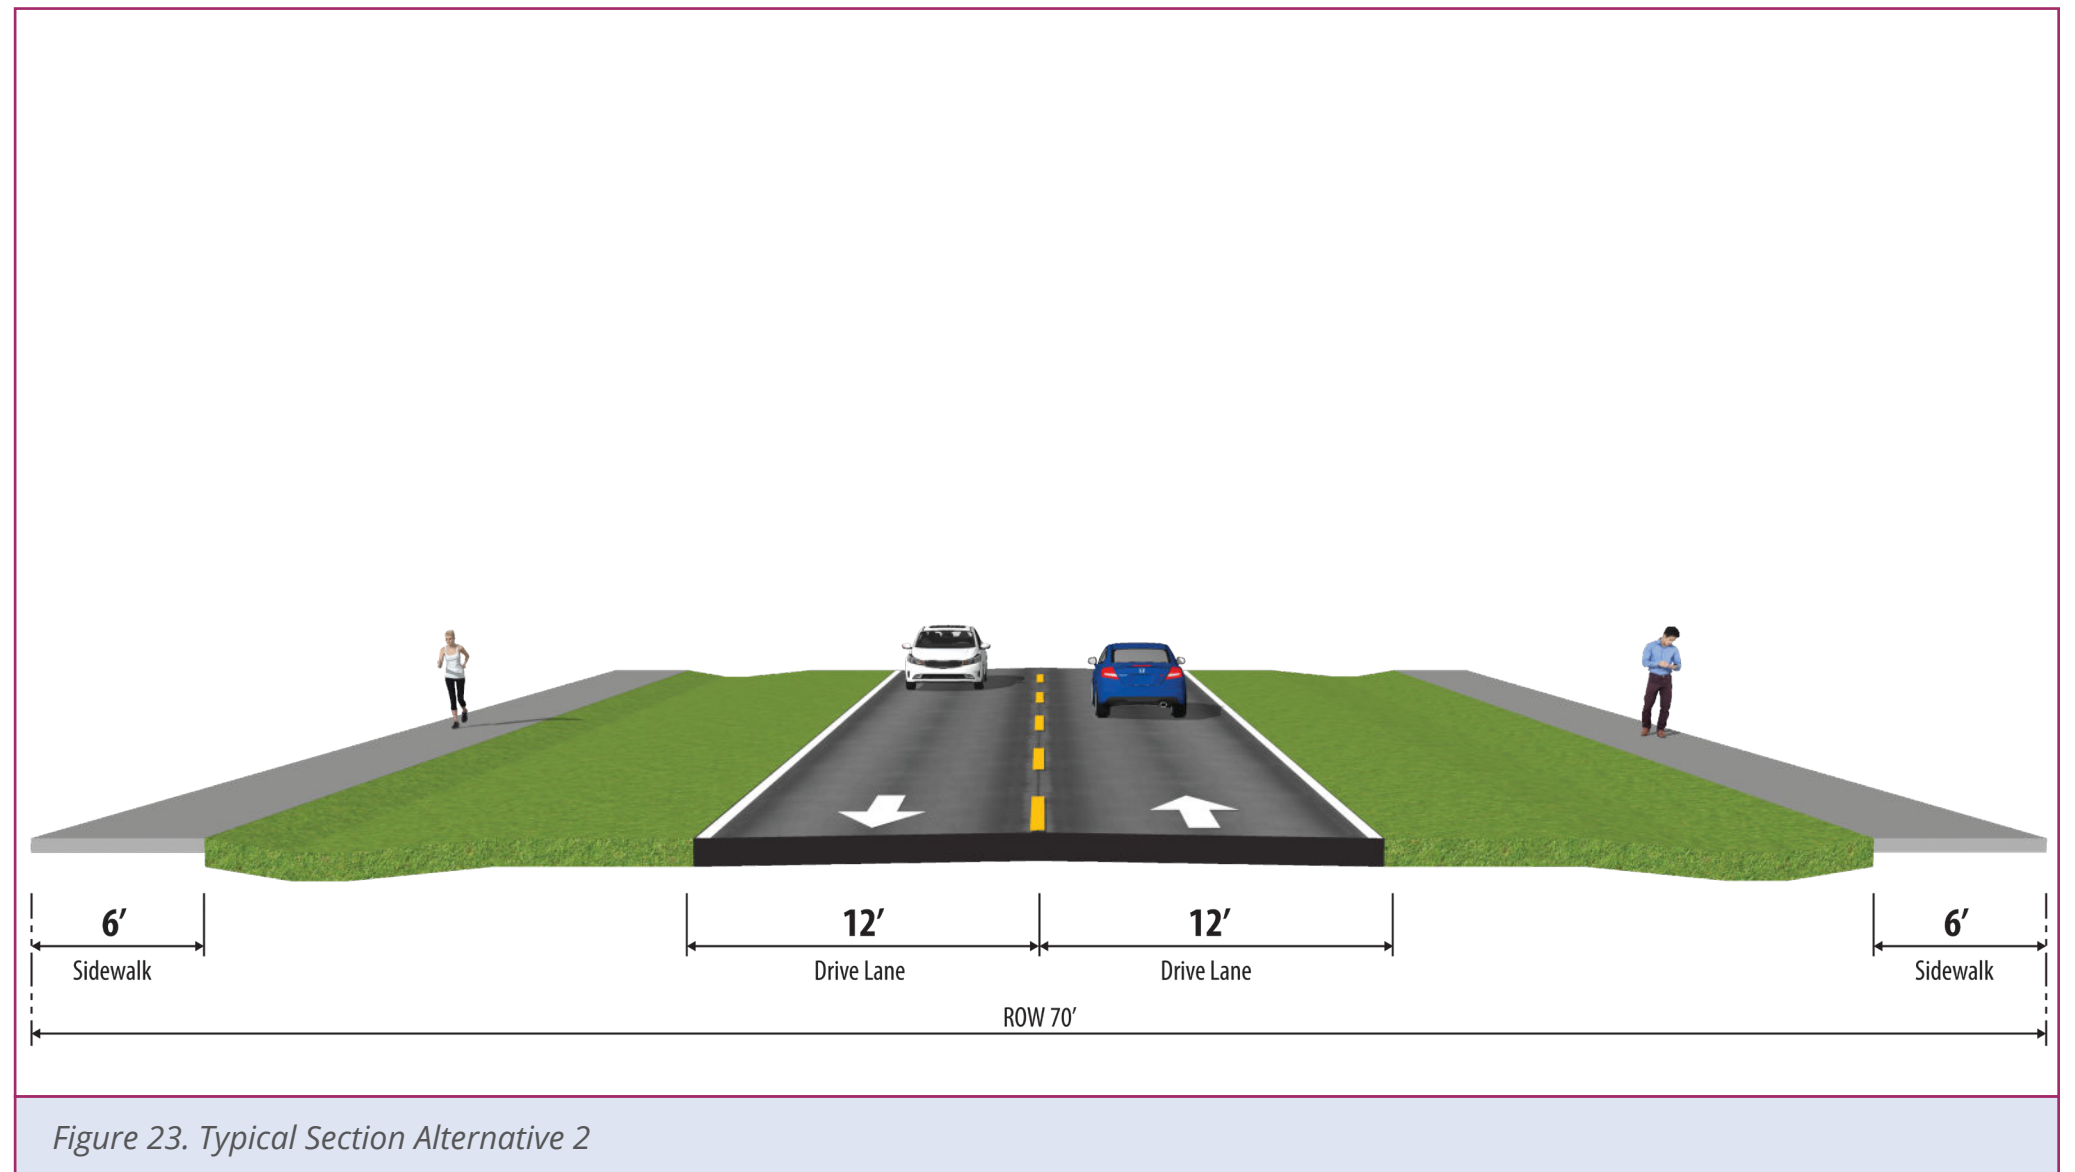 6′
12′
12′
6′
Sidewalk
Drive Lane
Drive Lane
Sidewalk
ROW 70′
Figure 23. Typical Section Alternative 2